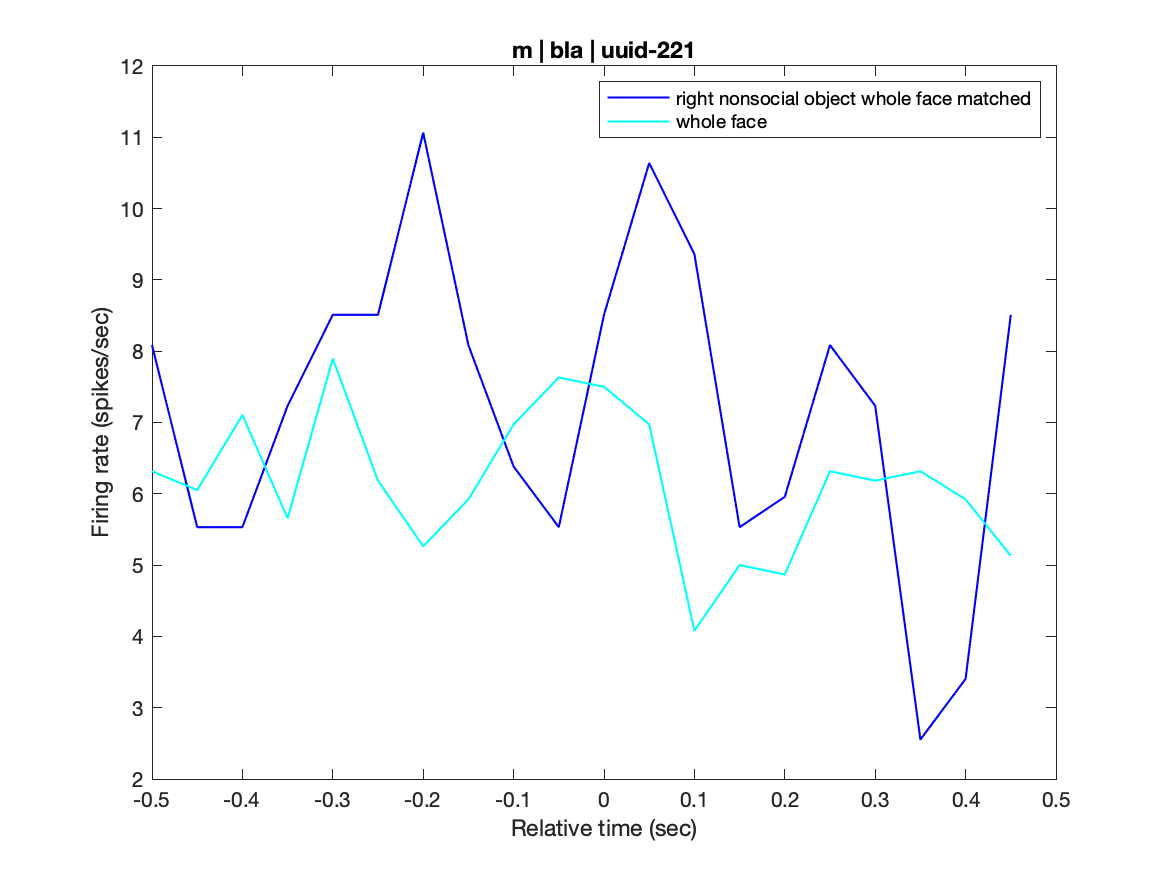 m | bla | uuid-221
right nonsocial object whole face matched
whole face
12
11
10
9
8
7
6
5
4
3
2
Firing rate (spikes/sec)
-0.5 -0.4 -0.3 -0.2 -0.1 0 0.1 0.2 0.3 0.4 0.5
Relative time (sec)